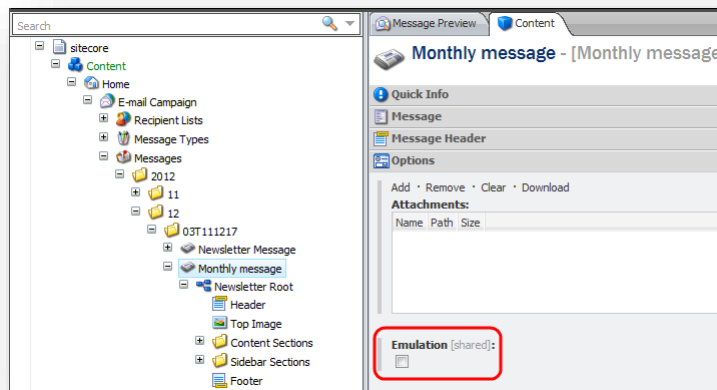 Search
sitecore
Content
Home
E-mail Campaign
Recipient Lists
Message Types
Messages
2012
11
12
03T111217
Newsletter Message
Monthly message
Newsletter Root
Header
Top Image
Content Sections
Sidebar Sections
Footer
Message Preview Content
Monthly message - [Monthly message
Quick Info
Message
Message Header
Options
Add · Remove · Clear · Download
Attachments:
Name Path Size
Emulation [shared]: